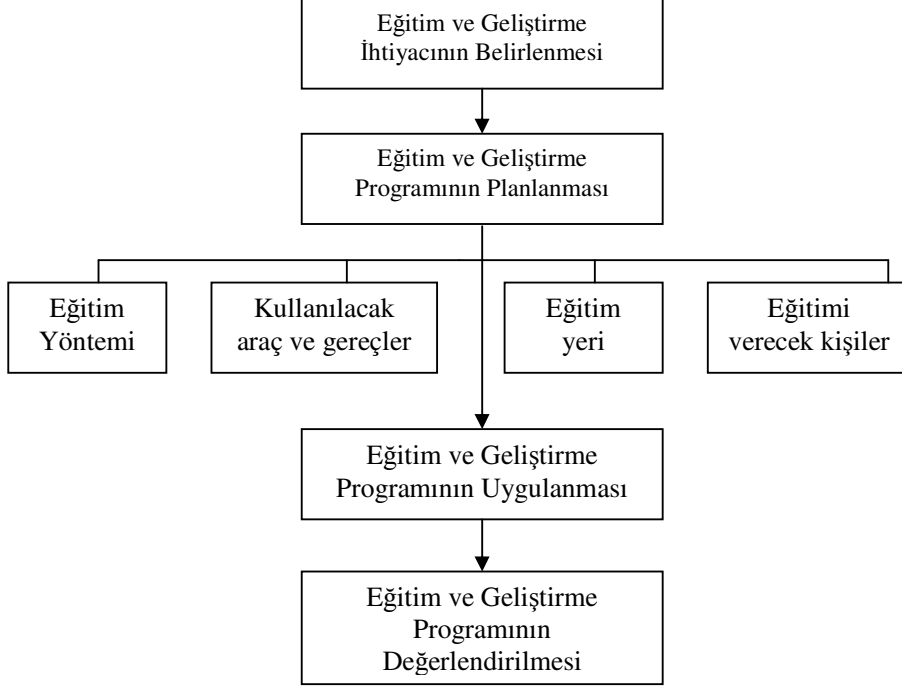 Eğitim ve Geliştirme
İhtiyacının Belirlenmesi
Eğitim ve Geliştirme
Programının Planlanması
Eğitim
Yöntemi
Kullanılacak
araç ve gereçler
Eğitim
yeri
Eğitimi
verecek kişiler
Eğitim ve Geliştirme
Programının Uygulanması
Eğitim ve Geliştirme
Programının
Değerlendirilmesi